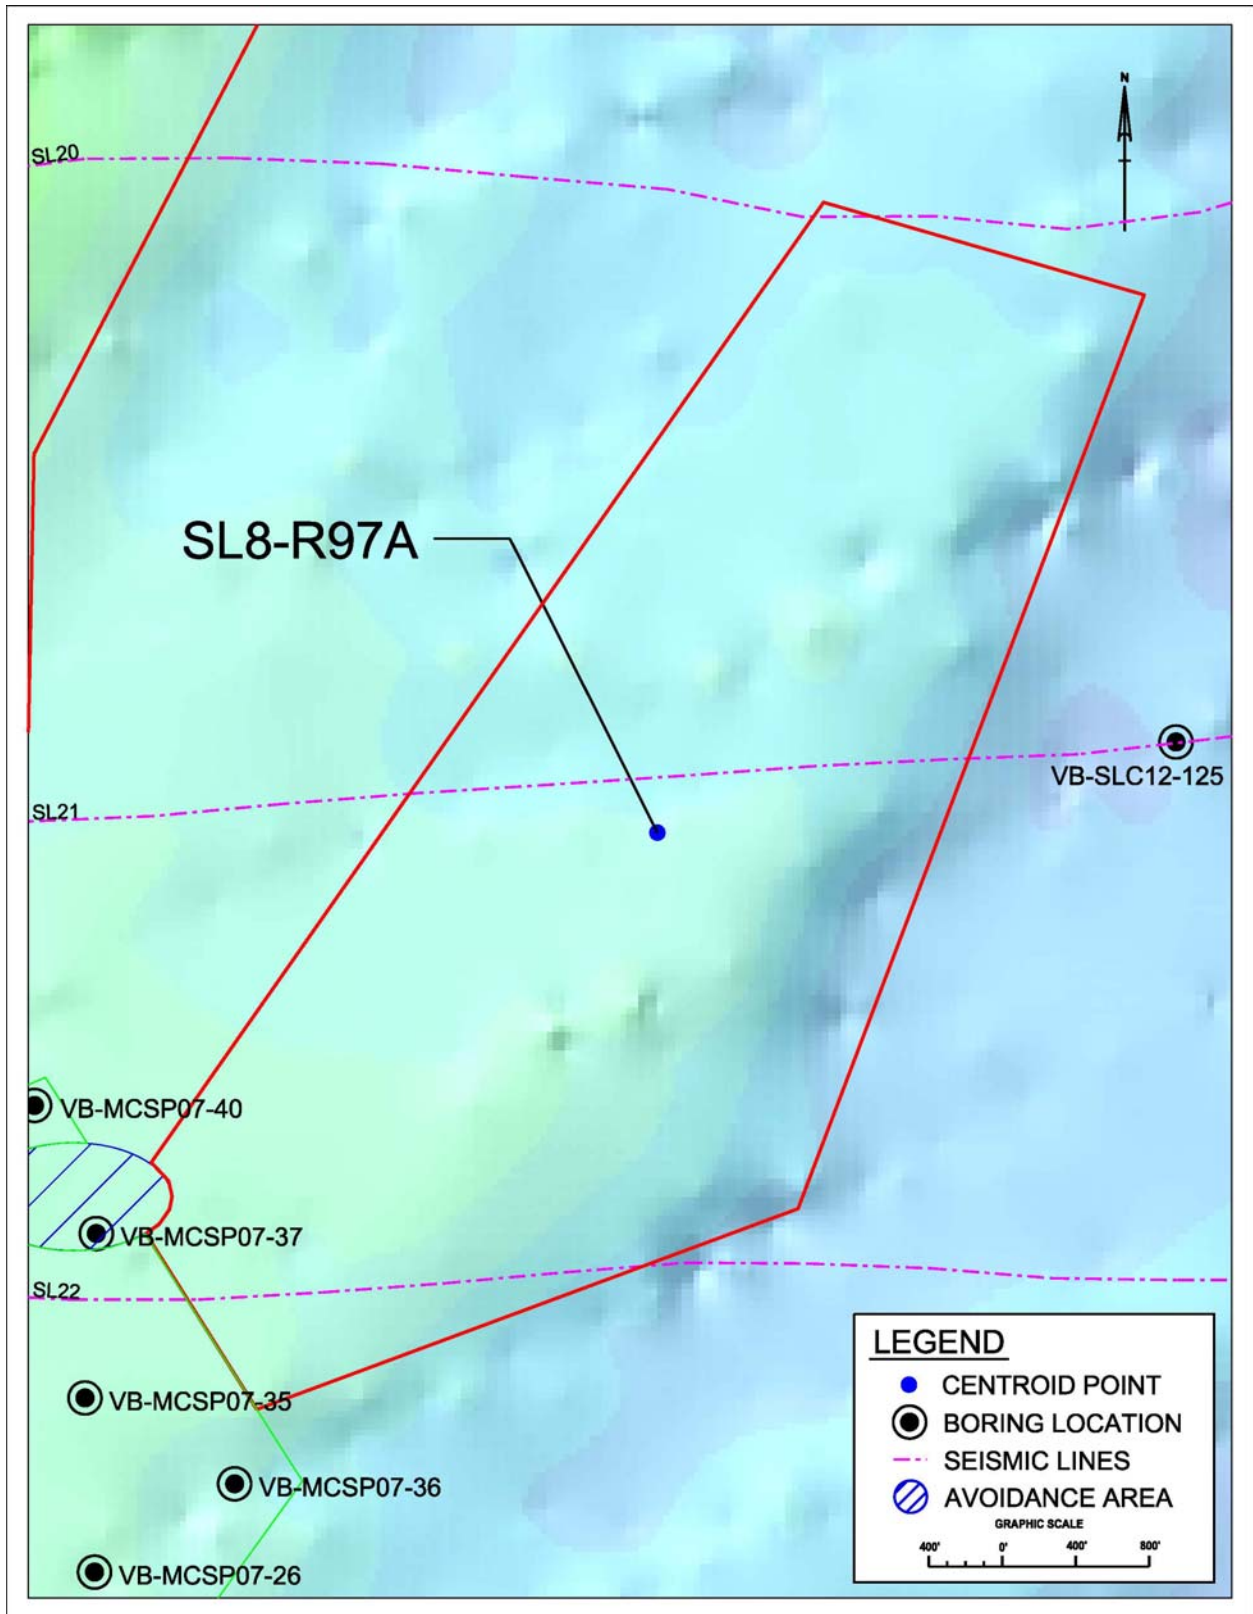 N
SL20
SL8-R97A
VB-SLC12-125
SL21
VB-MCSP07-40
VB-MCSP07-37
SL22
VB-MCSP07-35
VB-MCSP07-36
VB-MCSP07-26
LEGEND
CENTROID POINT
BORING LOCATION
SEISMIC LINES
AVOIDANCE AREA
GRAPHIC SCALE
400' 0' 400' 800'